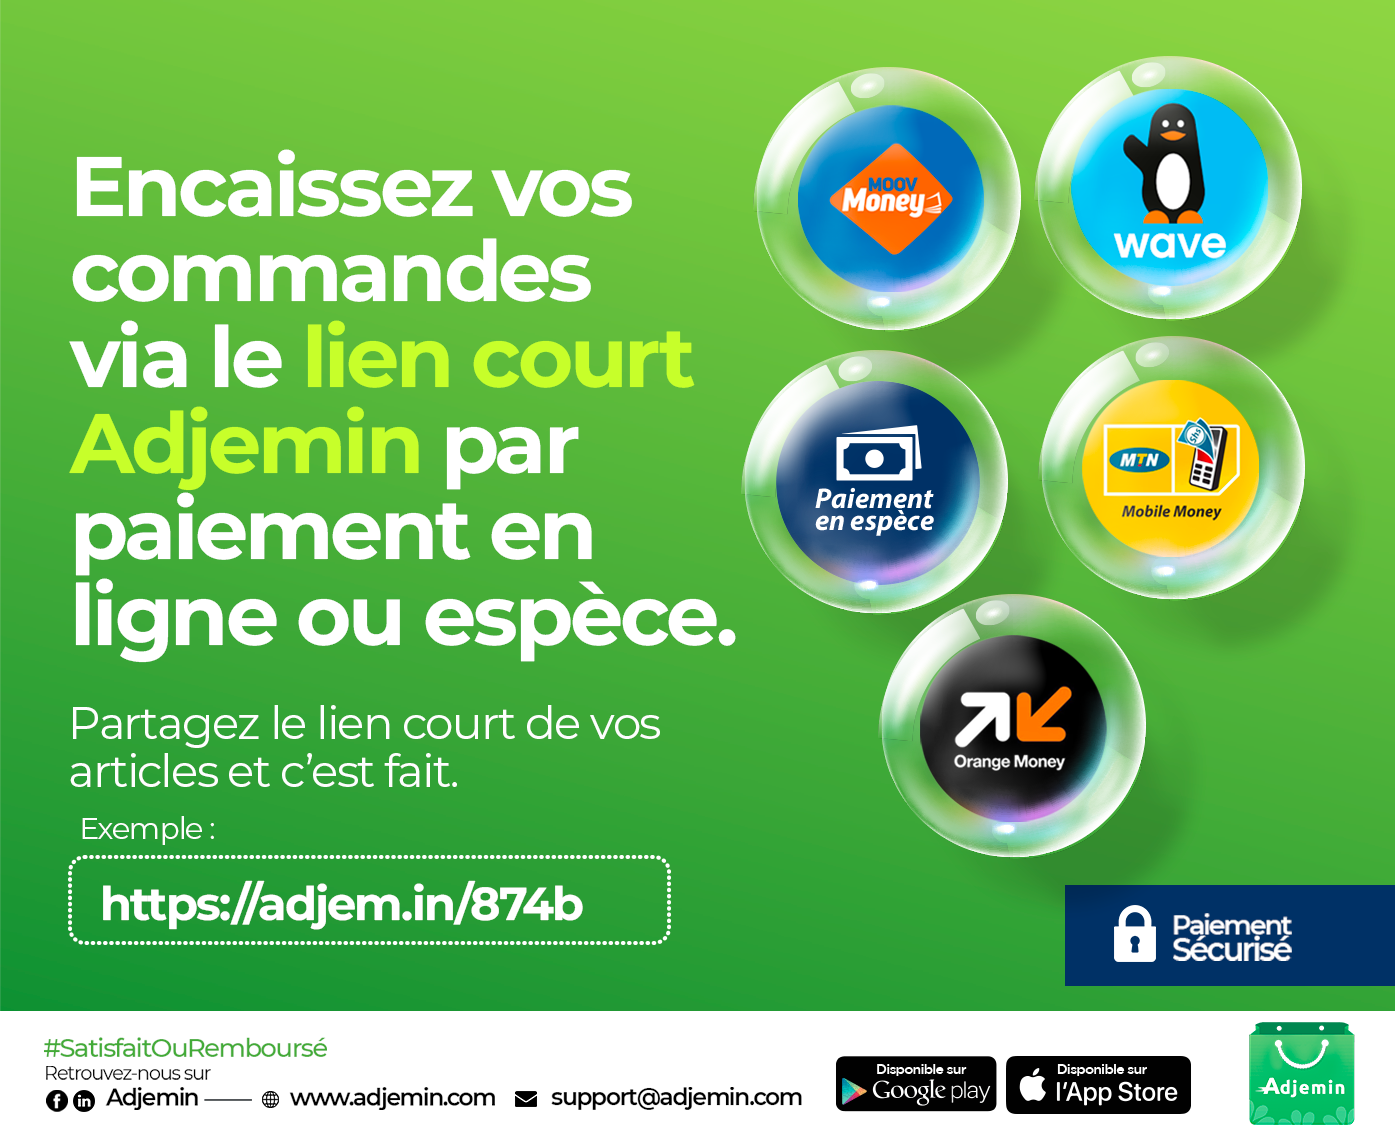 Encaissez vos
commandes
via le lien court
Adjemin par
paiement en
ligne ou espèce.
Partagez le lien court de vos
articles et c’est fait.
Exemple :
https://adjem.in/874b
MOOV
Money
wave
Paiement
en espèce
MTN
Shs
Mobile Money
Orange Money
Paiement
Sécurisé
#SatisfaitOuRemboursé
Retrouvez-nous sur
Adjemin
www.adjemin.com
support@adjemin.com
Disponible sur
Google play
Disponible sur
l’App Store
Adjemin